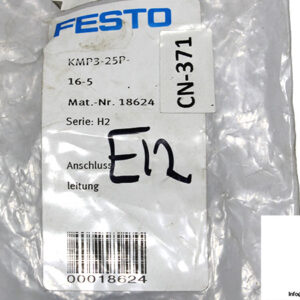 FESTO
KMP3-25P-
16-5
Mat.-Nr. 18624
Serie: H2
CN-371
Anschluss
leitung
E12
00018624